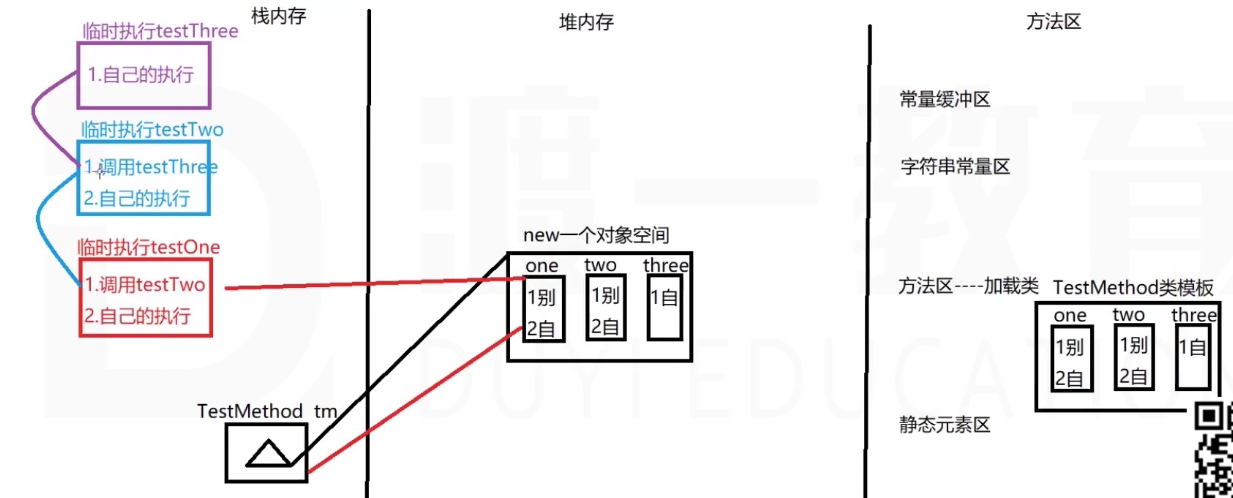 栈内存
堆内存
方法区
临时执行testThree
1.自己的执行
临时执行testTwo
1.调用testThree
2.自己的执行
临时执行testOne
1.调用testTwo
2.自己的执行
TestMethod tm
new一个对象空间
one two three
1别 1别 1自
2自 2自
常量缓冲区
字符串常量区
方法区----加载类 TestMethod类模板
one two three
1别 1别 1自
2自 2自
静态元素区
渡一教育
DUYI EDUCATION